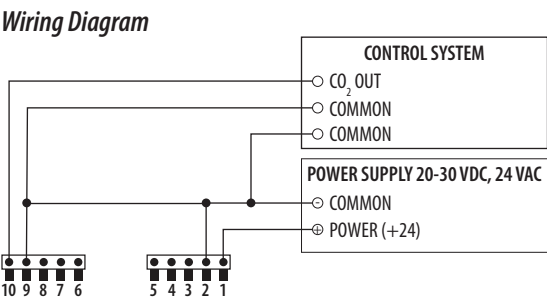 Wiring Diagram
CONTROL SYSTEM
CO2 OUT
COMMON
COMMON
POWER SUPPLY 20-30 VDC, 24 VAC
COMMON
POWER (+24)
10 9 8 7 6 5 4 3 2 1